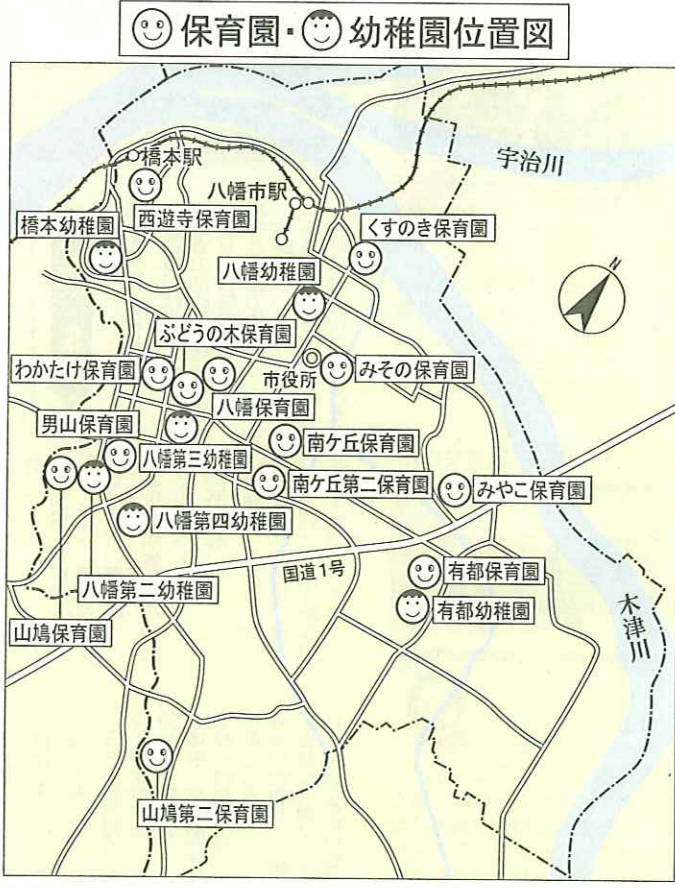 保育園・幼稚園位置図
N
宇治川
橋本駅
八幡市駅
西遊寺保育園
橋本幼稚園
くすのき保育園
八幡幼稚園
ぶどうの木保育園
わかたけ保育園
市役所
みその保育園
八幡保育園
男山保育園
南ケ丘保育園
八幡第三幼稚園
南ケ丘第二保育園
みやこ保育園
八幡第四幼稚園
国道1号
有都保育園
八幡第二幼稚園
有都幼稚園
山鳩保育園
木津川
山鳩第二保育園